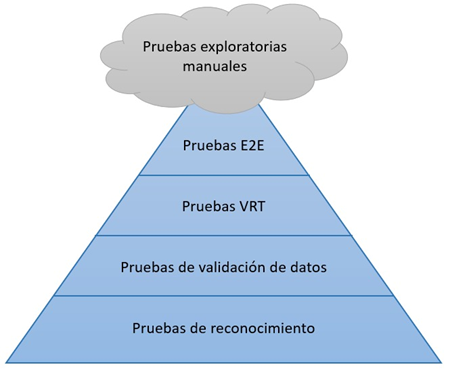 Pruebas exploratorias
manuales
Pruebas E2E
Pruebas VRT
Pruebas de validación de datos
Pruebas de reconocimiento